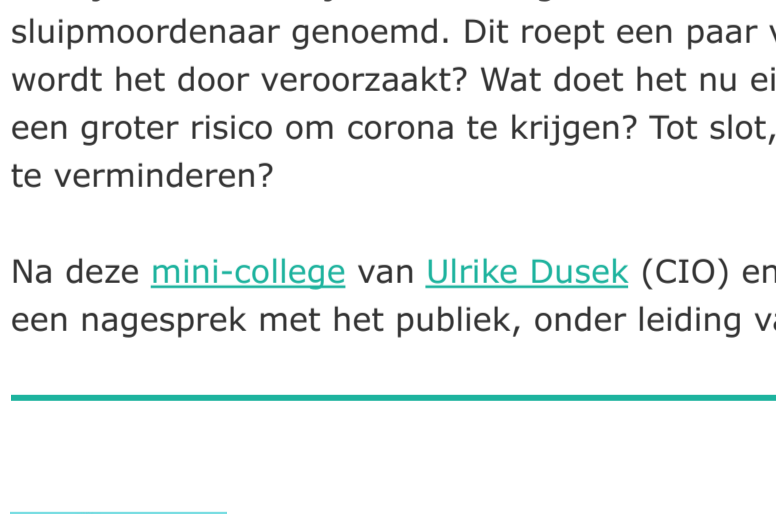 sluipmoordenaar genoemd. Dit roept een paar
wordt het door veroorzaakt? Wat doet het nu
een groter risico om corona te krijgen? Tot slot,
te verminderen?
Na deze mini-college van Ulrike Dusek (CIO) en
een nagesprek met het publiek, onder leiding